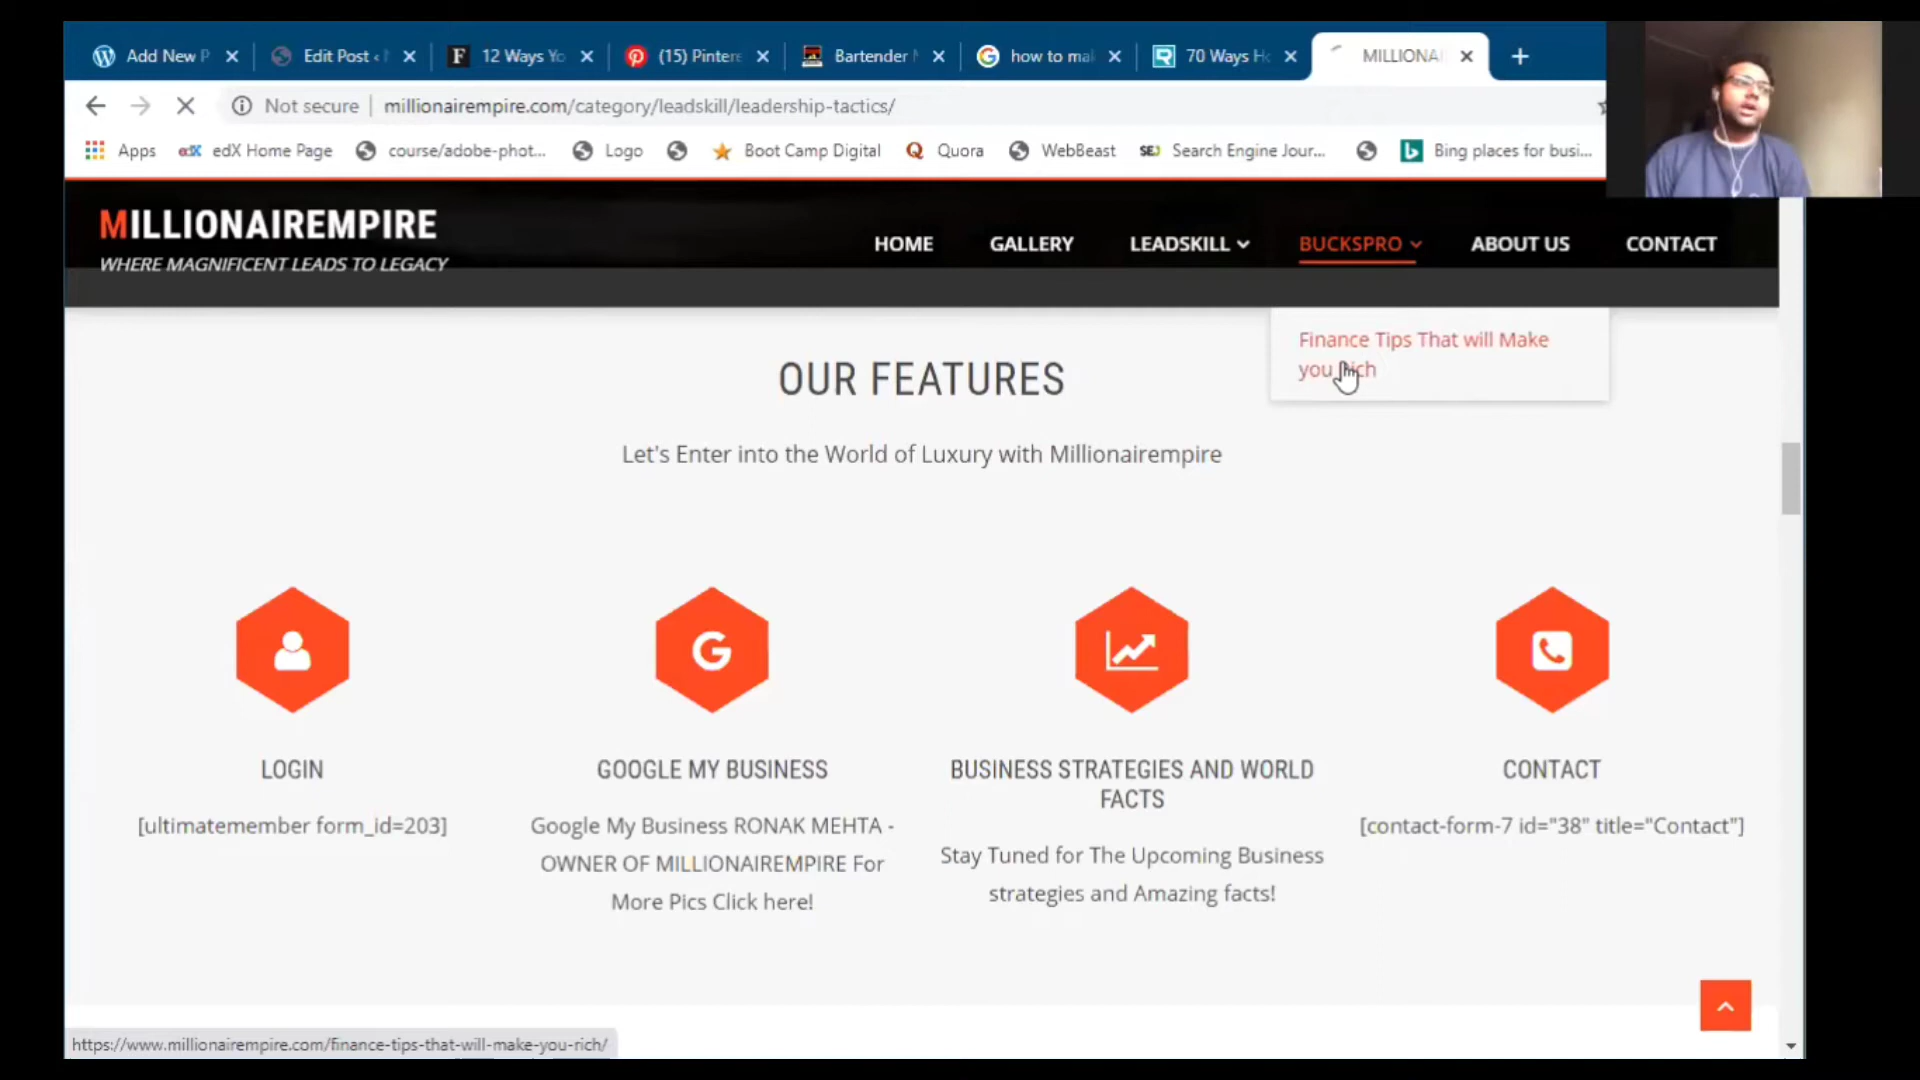 Add New P
Edit Post ‹
12 Ways Yo
(15) Pintere
Bartender
how to mal
70 Ways Ho
MILLIONAI
Not secure | millionairempire.com/category/leadskill/leadership-tactics/
Apps
edX edX Home Page
course/adobe-phot...
Logo
Boot Camp Digital
Quora
WebBeast
SEJ Search Engine Jour...
Bing places for busi...
MILLIONAIREMPIRE
WHERE MAGNIFICENT LEADS TO LEGACY
HOME
GALLERY
LEADSKILL
BUCKSPRO
ABOUT US
CONTACT
Finance Tips That will Make
you Rich
OUR FEATURES
Let's Enter into the World of Luxury with Millionairempire
LOGIN
[ultimatemember form_id=203]
GOOGLE MY BUSINESS
Google My Business RONAK MEHTA -
OWNER OF MILLIONAIREMPIRE For
More Pics Click here!
BUSINESS STRATEGIES AND WORLD
FACTS
Stay Tuned for The Upcoming Business
strategies and Amazing facts!
CONTACT
[contact-form-7 id="38" title="Contact"]
https://www.millionairempire.com/finance-tips-that-will-make-you-rich/